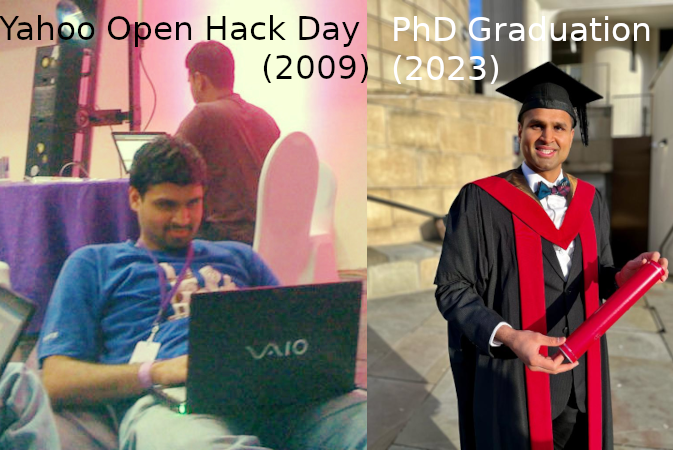 Yahoo Open Hack Day
(2009)
PhD Graduation
(2023)
VAIO